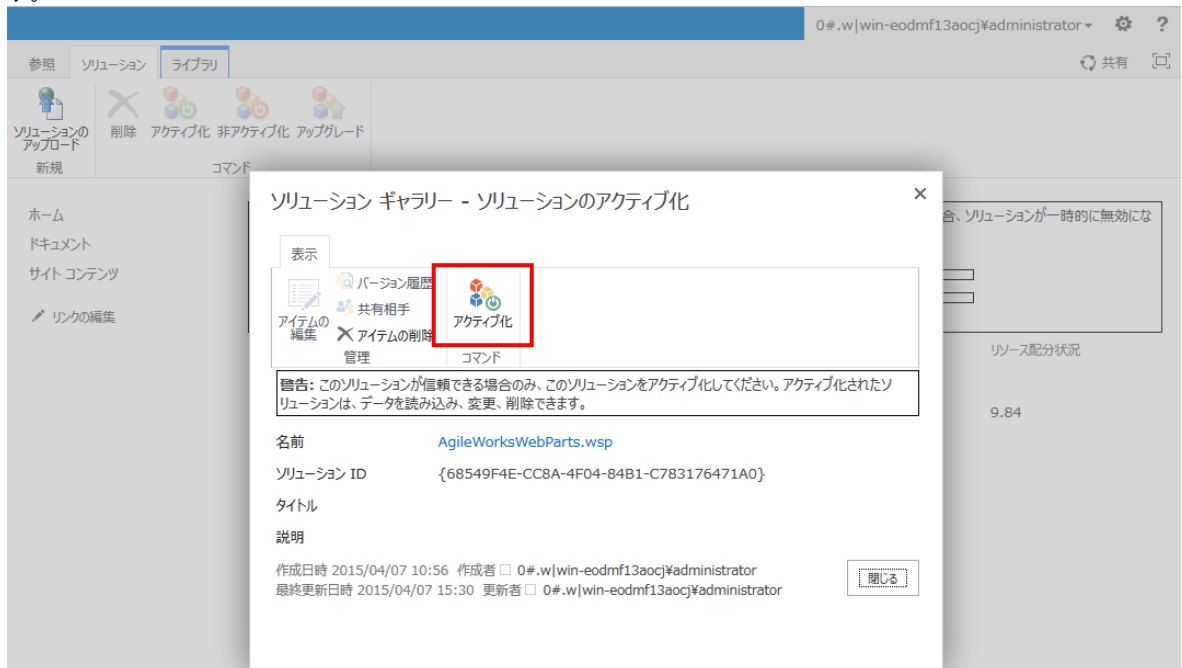 す。
0#.w|win-eodmf13aocj¥administrator
?
参照 ソリューション ライブラリ
共有
ソリューションの
アップロード
削除 アクティブ化 非アクティブ化 アップグレード
新規
コマンド
ホーム
ドキュメント
サイト コンテンツ
リンクの編集
合、ソリューションが一時的に無効にな
リソース配分状況
9.84
ソリューション ギャラリー - ソリューションのアクティブ化
×
表示
アイテムの
編集
バージョン履歴
共有相手
アイテムの削除
管理
アクティブ化
コマンド
警告: このソリューションが信頼できる場合のみ、このソリューションをアクティブ化してください。アクティブ化されたソ
リューションは、データを読み込み、変更、削除できます。
名前 AgileWorksWebParts.wsp
ソリューション ID {68549F4E-CC8A-4F04-84B1-C783176471A0}
タイトル
説明
作成日時 2015/04/07 10:56 作成者 0#.w|win-eodmf13aocj¥administrator
最終更新日時 2015/04/07 15:30 更新者 0#.w|win-eodmf13aocj¥administrator
閉じる